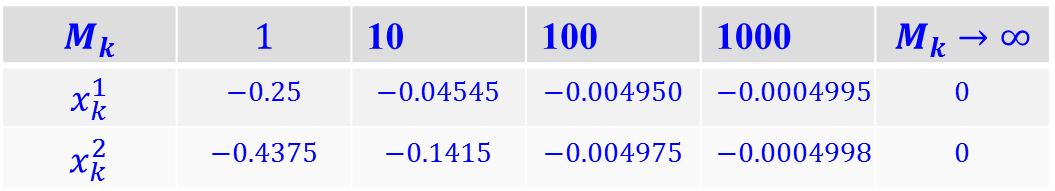 M_k 1 10 100 1000 M_k → ∞
x_k^1 −0.25 −0.04545 −0.004950 −0.0004995 0
x_k^2 −0.4375 −0.1415 −0.004975 −0.0004998 0